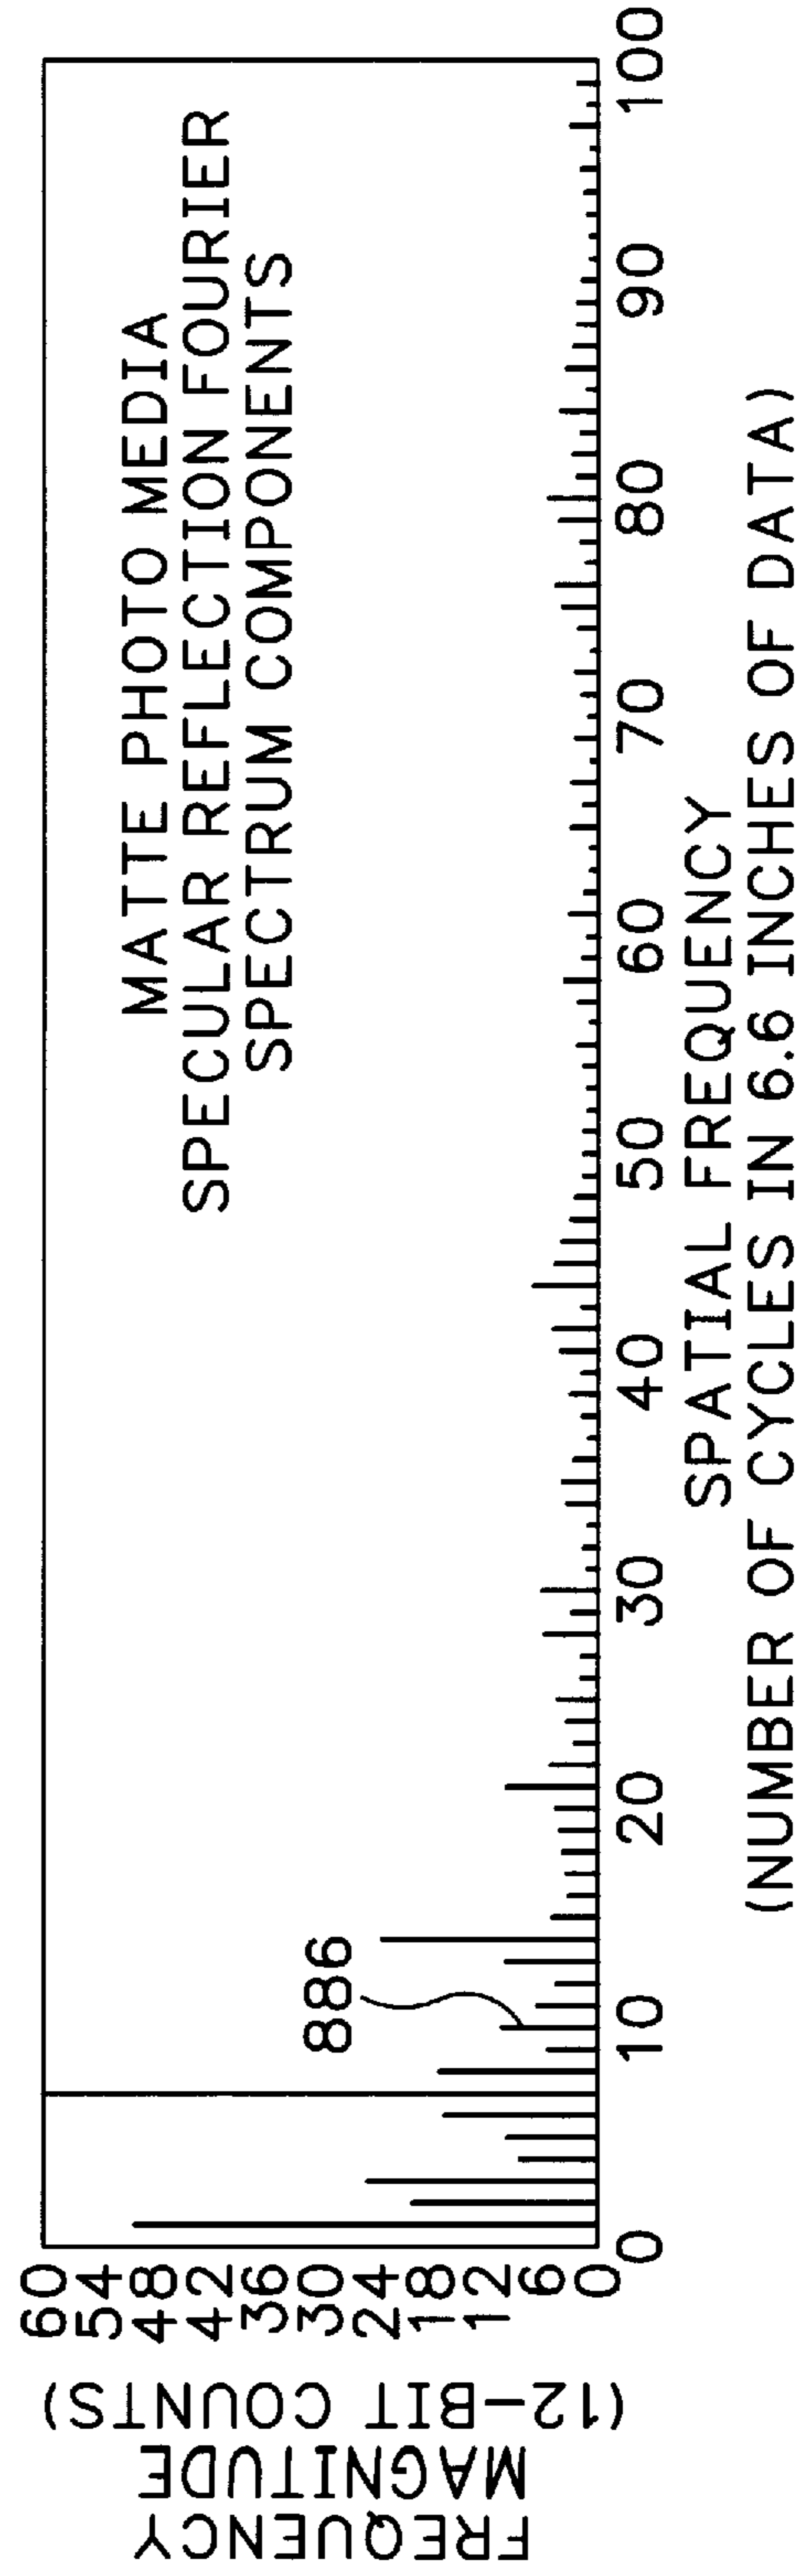 MATTE PHOTO MEDIA
SPECULAR REFLECTION FOURIER
SPECTRUM COMPONENTS
FREQUENCY
MAGNITUDE
(12-BIT COUNTS)
60
54
48
42
36
30
24
18
12
6
0
886
0 10 20 30 40 50 60 70 80 90 100
SPATIAL FREQUENCY
(NUMBER OF CYCLES IN 6.6 INCHES OF DATA)